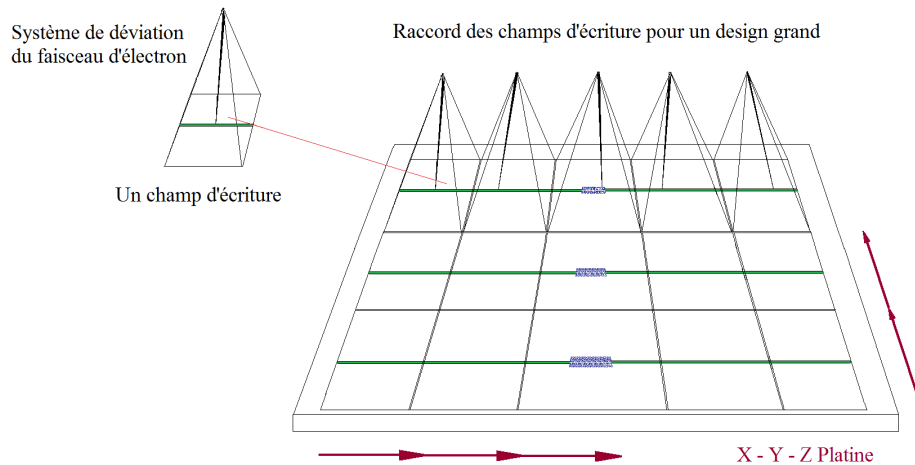 Système de déviation
du faisceau d'électron
Raccord des champs d'écriture pour un design grand
Un champ d'écriture
X - Y - Z Platine